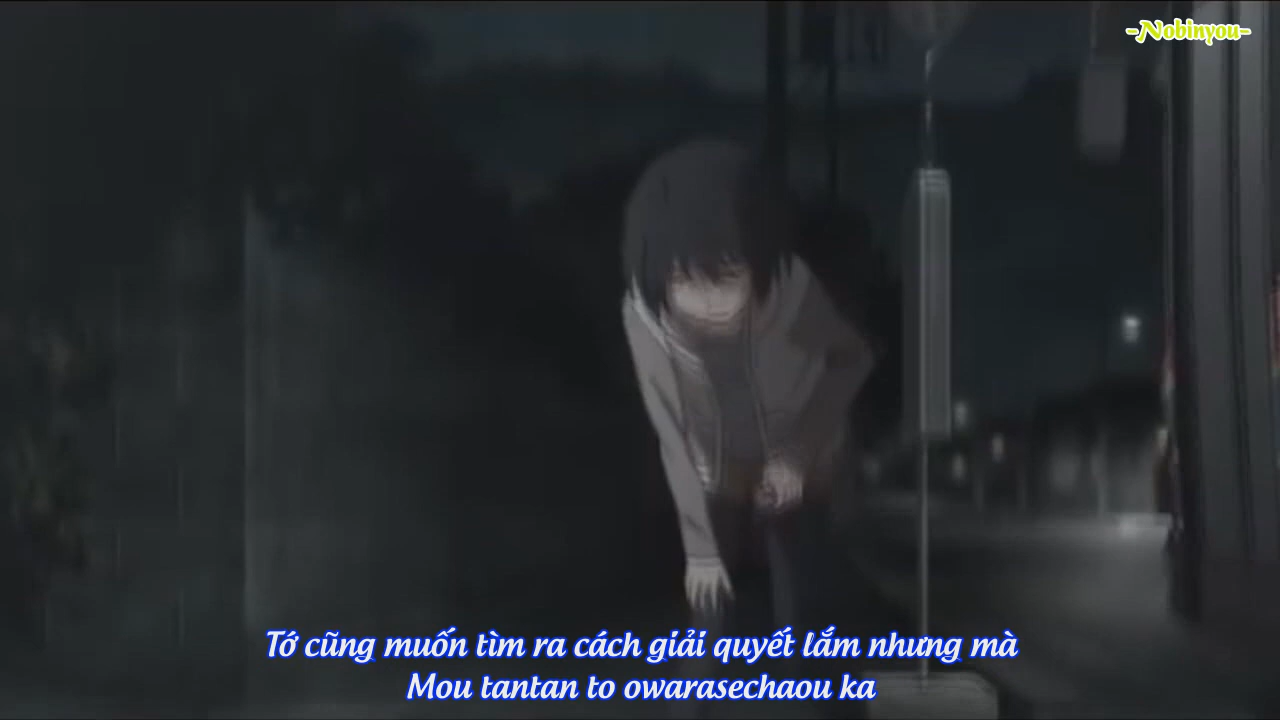 -Nobinyou-
Tớ cũng muốn tìm ra cách giải quyết lắm nhưng mà
Mou tantan to owarasechaou ka